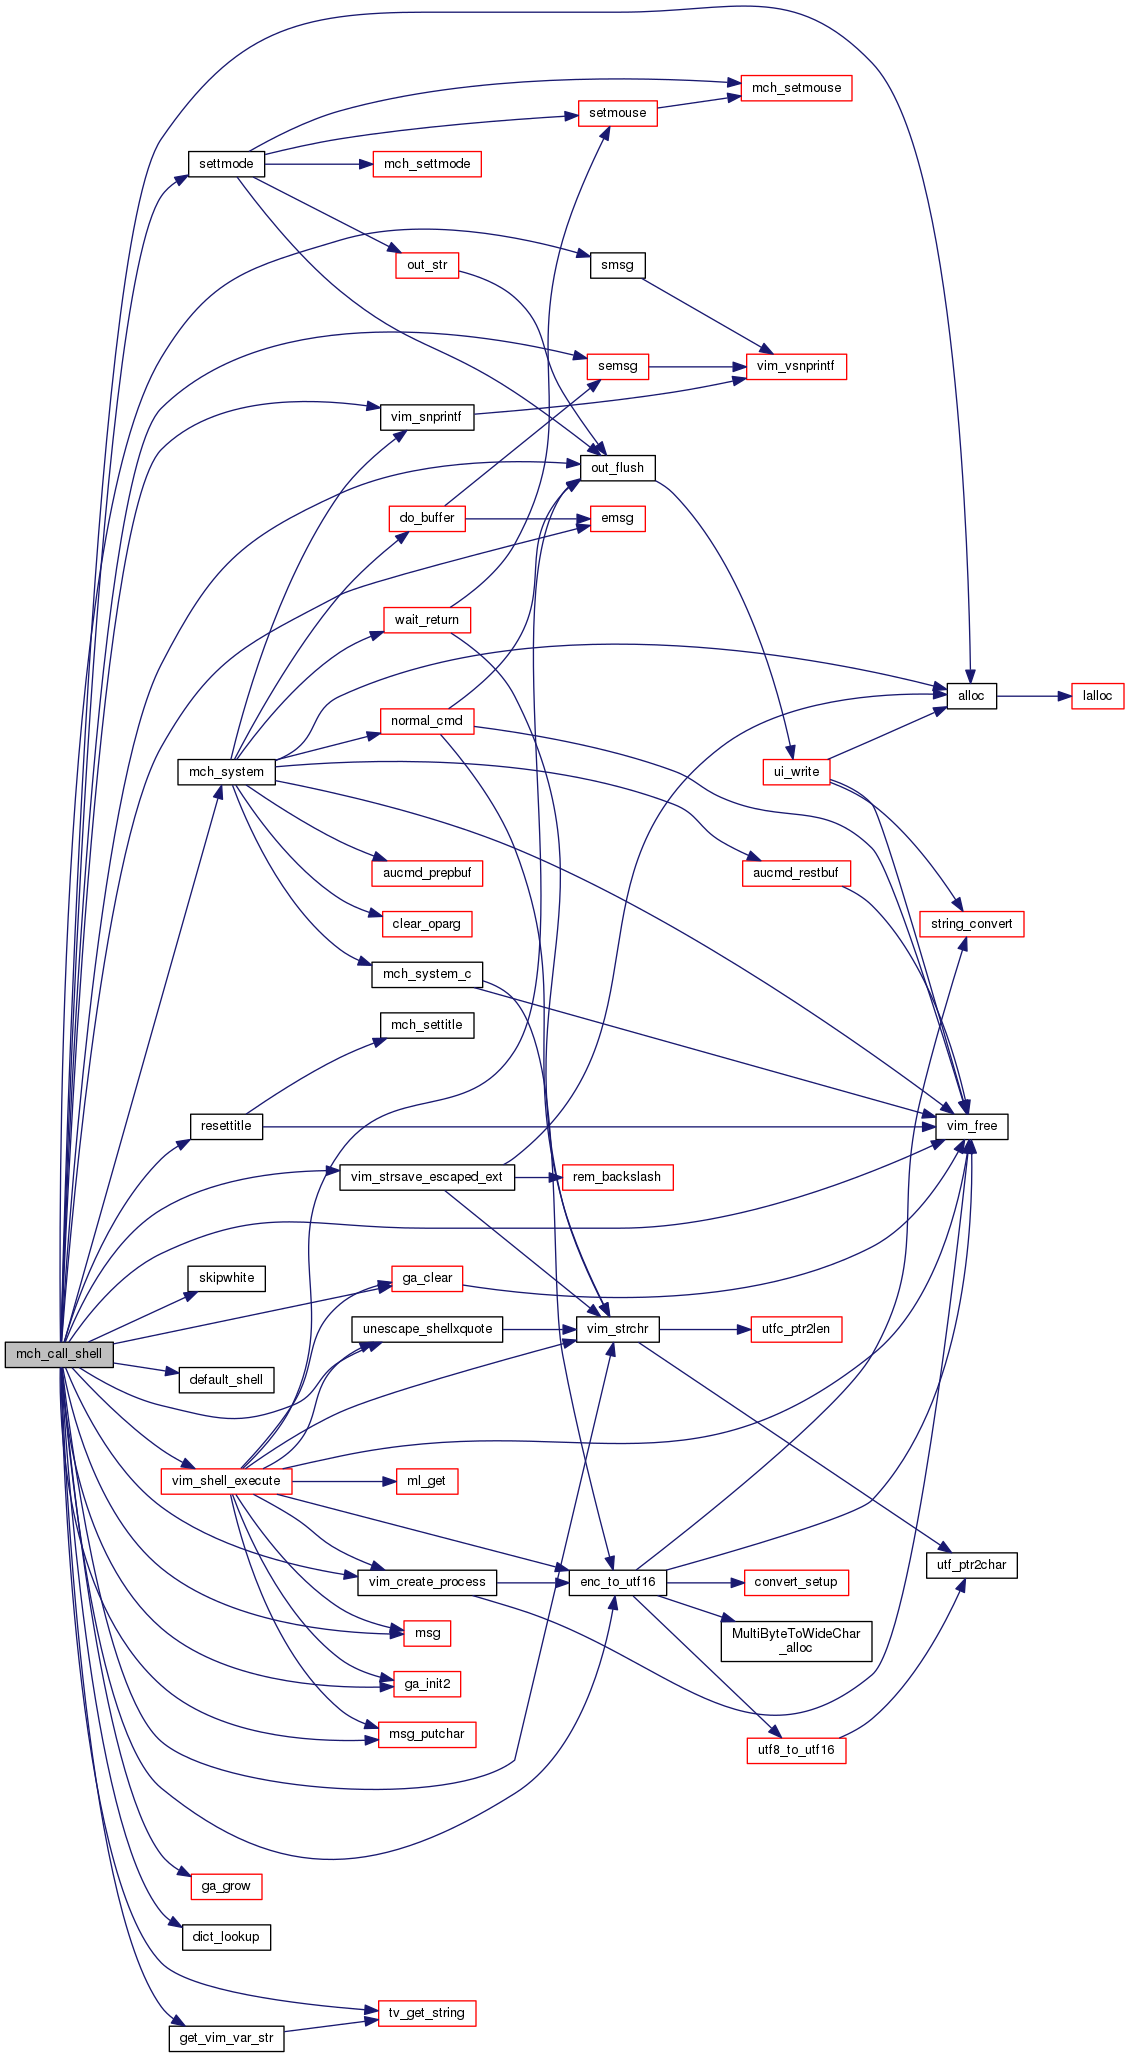 mch_setmouse
setmouse
settmode
mch_settmode
out_str
smsg
semsg
vim_vsnprintf
vim_snprintf
out_flush
do_buffer
emsg
wait_return
alloc
lalloc
normal_cmd
mch_system
ui_write
aucmd_prepbuf
aucmd_restbuf
clear_oparg
string_convert
mch_system_c
mch_settitle
resettitle
vim_free
vim_strsave_escaped_ext
rem_backslash
skipwhite
ga_clear
unescape_shellxquote
vim_strchr
utfc_ptr2len
mch_call_shell
default_shell
vim_shell_execute
ml_get
utf_ptr2char
vim_create_process
enc_to_utf16
convert_setup
msg
MultiByteToWideChar
_alloc
ga_init2
msg_putchar
utf8_to_utf16
ga_grow
dict_lookup
tv_get_string
get_vim_var_str